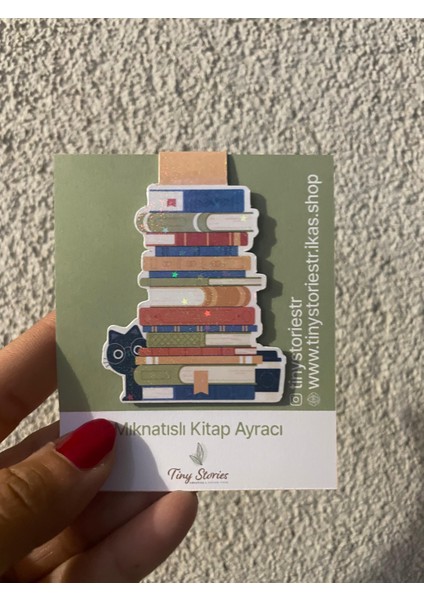 tinystoriestr
www.tinystoriestr.ikas.shop
Mıknatıslı Kitap Ayracı
Tiny Stories